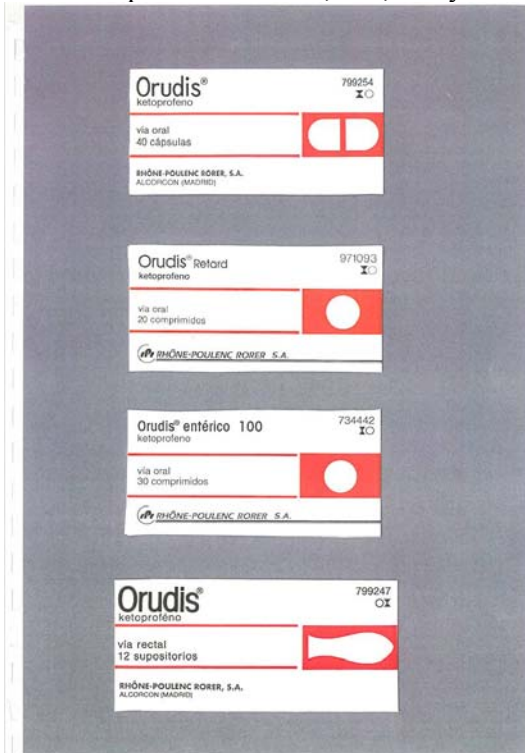 Orudis®
ketoprofeno
799254
vía oral
40 cápsulas
RHÔNE-POULENC RORER, S.A.
ALCORCON (MADRID)
Orudis® Retard
ketoprofeno
971093
vía oral
20 comprimidos
RHÔNE-POULENC RORER S.A.
Orudis® entérico 100
ketoprofeno
734442
vía oral
30 comprimidos
RHÔNE-POULENC RORER S.A.
Orudis®
ketoproféno
799247
vía rectal
12 supositorios
RHÔNE-POULENC RORER, S.A.
ALCORCON (MADRID)